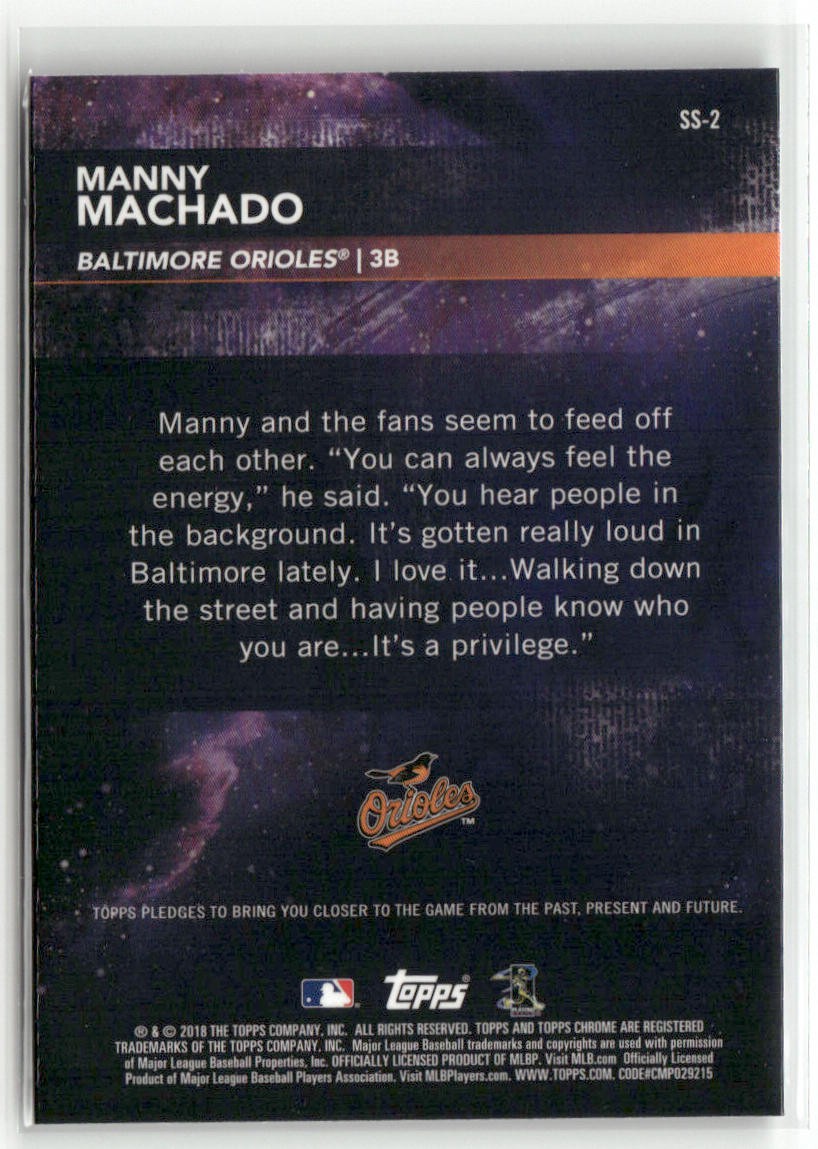 SS-2
MANNY
MACHADO
BALTIMORE ORIOLES® | 3B
Manny and the fans seem to feed off
each other. “You can always feel the
energy,” he said. “You hear people in
the background. It’s gotten really loud in
Baltimore lately. I love it...Walking down
the street and having people know who
you are...It’s a privilege.”
Orioles™
TOPPS PLEDGES TO BRING YOU CLOSER TO THE GAME FROM THE PAST, PRESENT AND FUTURE.
Topps®
® & © 2018 THE TOPPS COMPANY, INC. ALL RIGHTS RESERVED. TOPPS AND TOPPS CHROME ARE REGISTERED
TRADEMARKS OF THE TOPPS COMPANY, INC. Major League Baseball trademarks and copyrights are used with permission
of Major League Baseball Properties, Inc. OFFICIALLY LICENSED PRODUCT OF MLBP. Visit MLB.com Officially Licensed
Product of Major League Baseball Players Association. Visit MLBPlayers.com. WWW.TOPPS.COM. CODE#CMP029215